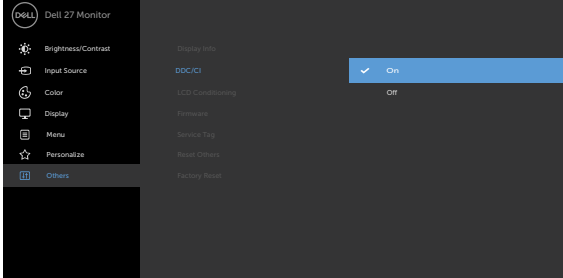 DELL Dell 27 Monitor
Brightness/Contrast
Input Source
Color
Display
Menu
Personalize
Others
Display Info
DDC/CI
LCD Conditioning
Firmware
Service Tag
Reset Others
Factory Reset
On
Off